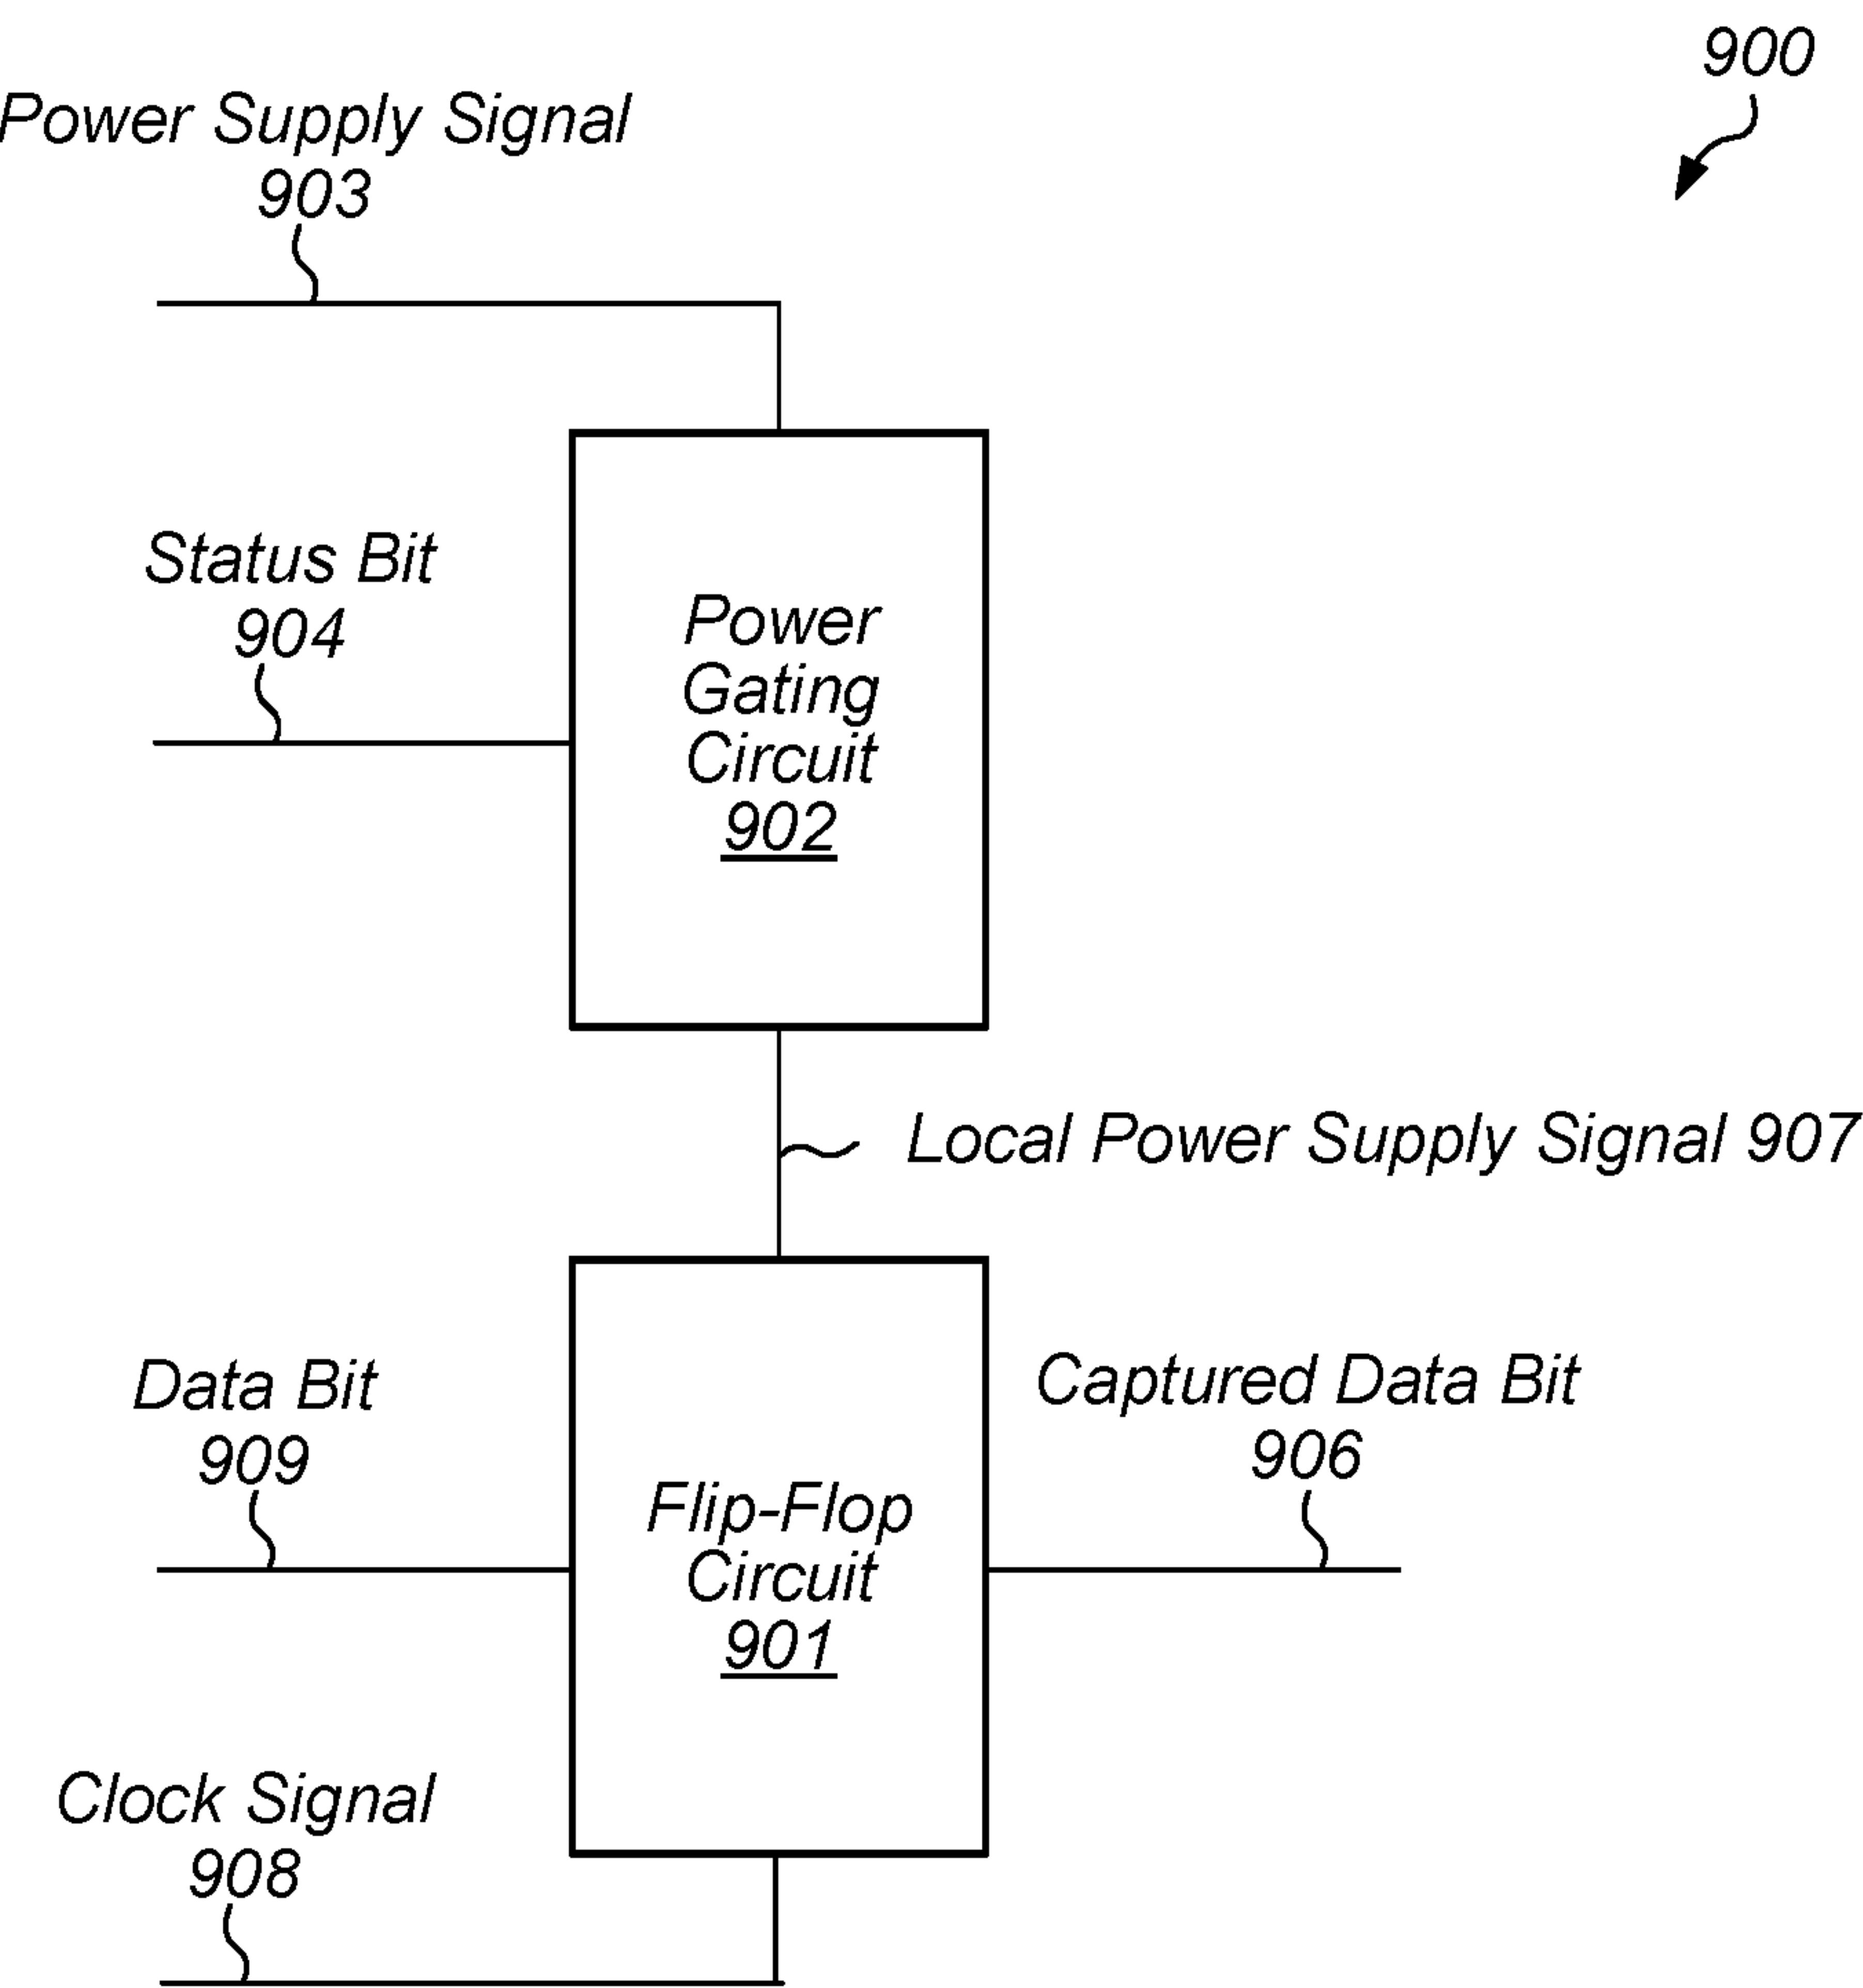 900
Power Supply Signal
903
Status Bit
904
Power
Gating
Circuit
902
Local Power Supply Signal 907
Data Bit
909
Captured Data Bit
906
Flip-Flop
Circuit
901
Clock Signal
908